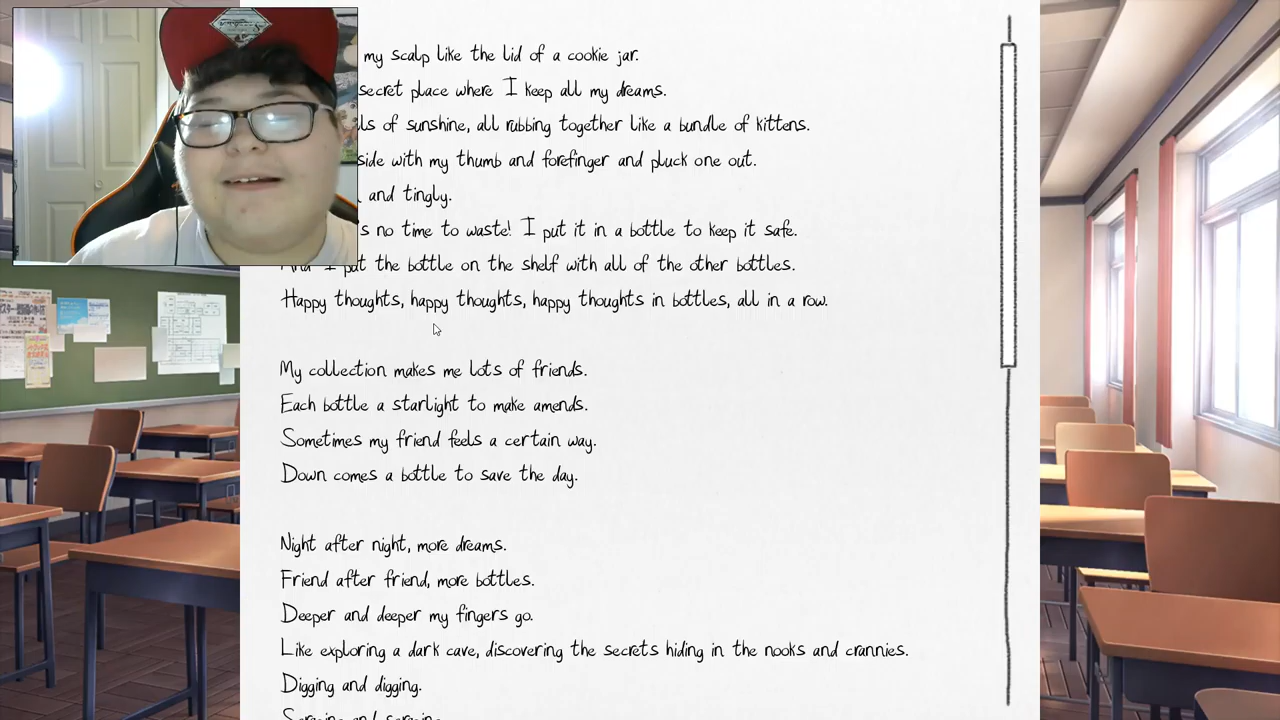 my scalp like the lid of a cookie jar.
secret place where I keep all my dreams.
ls of sunshine, all rubbing together like a bundle of kittens.
side with my thumb and forefinger and pluck one out.
and tingly.
s no time to waste! I put it in a bottle to keep it safe.
And I put the bottle on the shelf with all of the other bottles.
Happy thoughts, happy thoughts, happy thoughts in bottles, all in a row.
My collection makes me lots of friends.
Each bottle a starlight to make amends.
Sometimes my friend feels a certain way.
Down comes a bottle to save the day.
Night after night, more dreams.
Friend after friend, more bottles.
Deeper and deeper my fingers go.
Like exploring a dark cave, discovering the secrets hiding in the nooks and crannies.
Digging and digging.
Scraping and scraping.